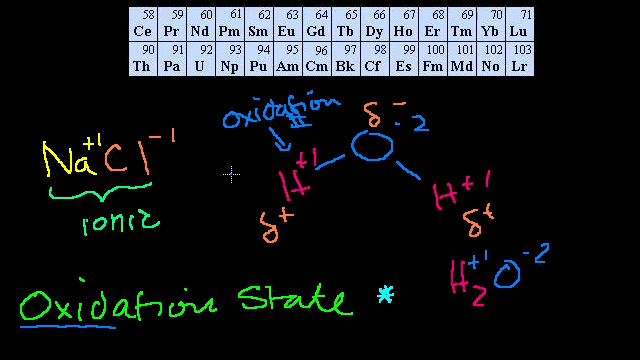 58 59 60 61 62 63 64 65 66 67 68 69 70 71
Ce Pr Nd Pm Sm Eu Gd Tb Dy Ho Er Tm Yb Lu
90 91 92 93 94 95 96 97 98 99 100 101 102 103
Th Pa U Np Pu Am Cm Bk Cf Es Fm Md No Lr
oxidation
δ⁻
-2
O
Na⁺¹Cl⁻¹
H⁺¹
H⁺¹
ionic
δ⁺
δ⁺
H₂⁺¹O⁻²
Oxidation State *